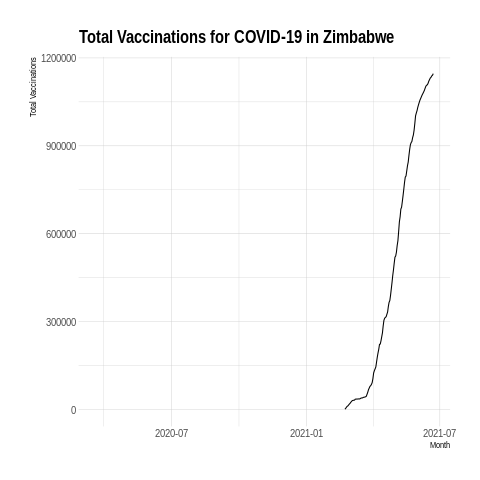 Total Vaccinations for COVID-19 in Zimbabwe
Total Vaccinations
1200000
900000
600000
300000
0
2020-07
2021-01
2021-07
Month